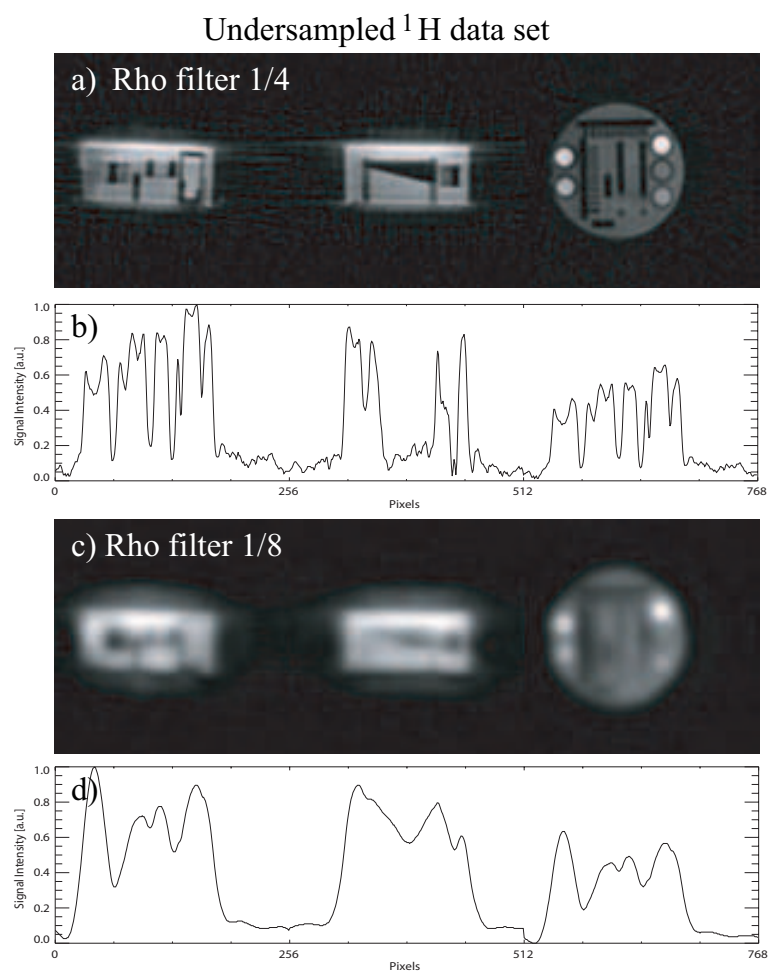 Undersampled ¹H data set
a) Rho filter 1/4
b)
1.0
0.8
0.6
0.4
0.2
0.0
Signal Intensity [a.u.]
0 256 512 768
Pixels
c) Rho filter 1/8
d)
1.0
0.8
0.6
0.4
0.2
0.0
Signal Intensity [a.u.]
0 256 512 768
Pixels